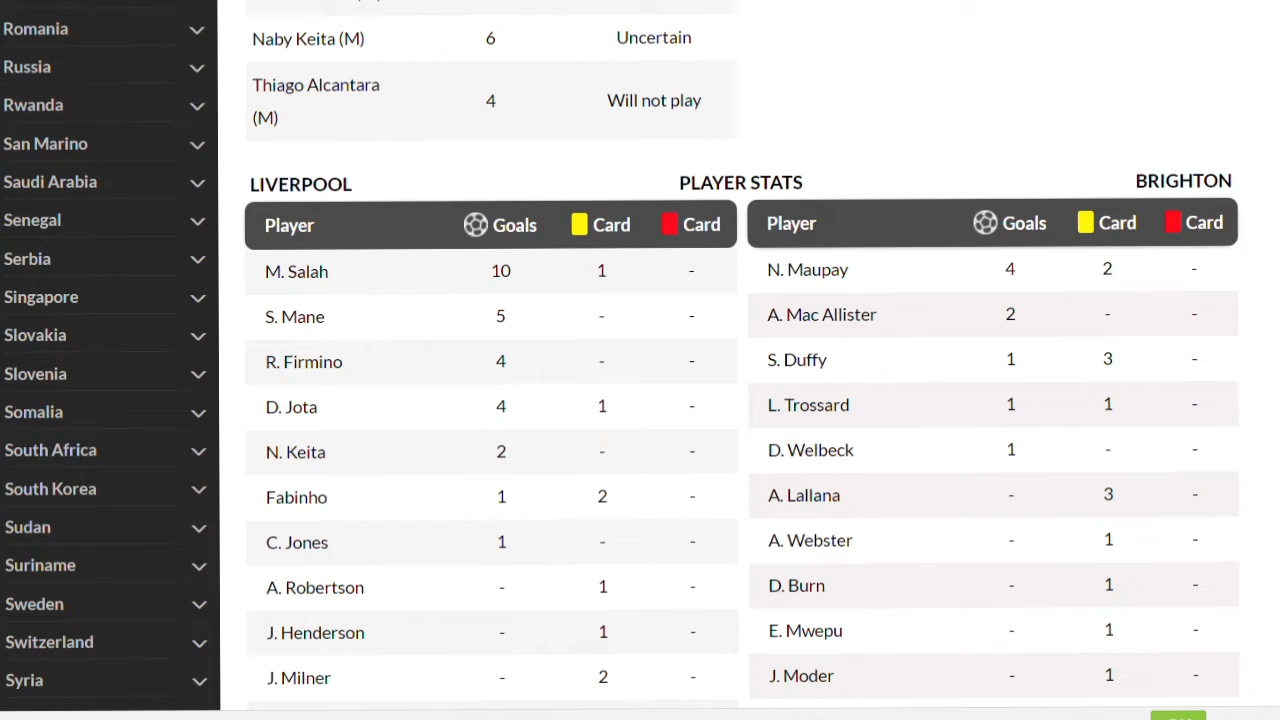 Romania
Russia
Rwanda
San Marino
Saudi Arabia
Senegal
Serbia
Singapore
Slovakia
Slovenia
Somalia
South Africa
South Korea
Sudan
Suriname
Sweden
Switzerland
Syria
Naby Keita (M) 6 Uncertain
Thiago Alcantara
(M) 4 Will not play
LIVERPOOL PLAYER STATS BRIGHTON
Player Goals Card Card
M. Salah 10 1 -
S. Mane 5 - -
R. Firmino 4 - -
D. Jota 4 1 -
N. Keita 2 - -
Fabinho 1 2 -
C. Jones 1 - -
A. Robertson - 1 -
J. Henderson - 1 -
J. Milner - 2 -
Player Goals Card Card
N. Maupay 4 2 -
A. Mac Allister 2 - -
S. Duffy 1 3 -
L. Trossard 1 1 -
D. Welbeck 1 - -
A. Lallana - 3 -
A. Webster - 1 -
D. Burn - 1 -
E. Mwepu - 1 -
J. Moder - 1 -